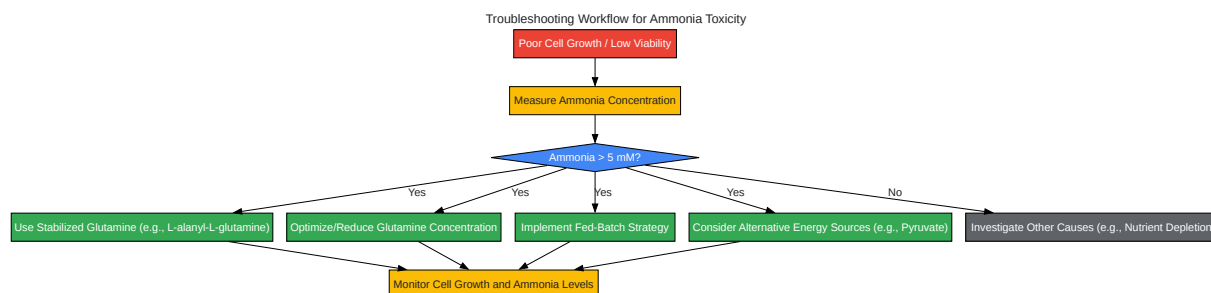 Troubleshooting Workflow for Ammonia Toxicity
Poor Cell Growth / Low Viability
Measure Ammonia Concentration
Ammonia > 5 mM?
Yes
Yes
Yes
Yes
No
Use Stabilized Glutamine (e.g., L-alanyl-L-glutamine)
Optimize/Reduce Glutamine Concentration
Implement Fed-Batch Strategy
Consider Alternative Energy Sources (e.g., Pyruvate)
Investigate Other Causes (e.g., Nutrient Depletion
Monitor Cell Growth and Ammonia Levels